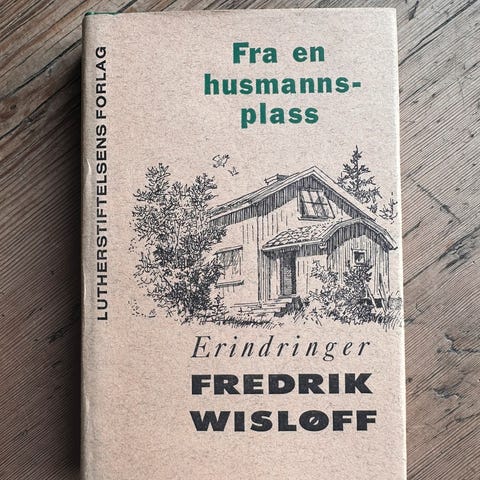 LUTHERSTIFTELSENS FORLAG
Fra en
husmanns-
plass
Erindringer
FREDRIK
WISLØFF